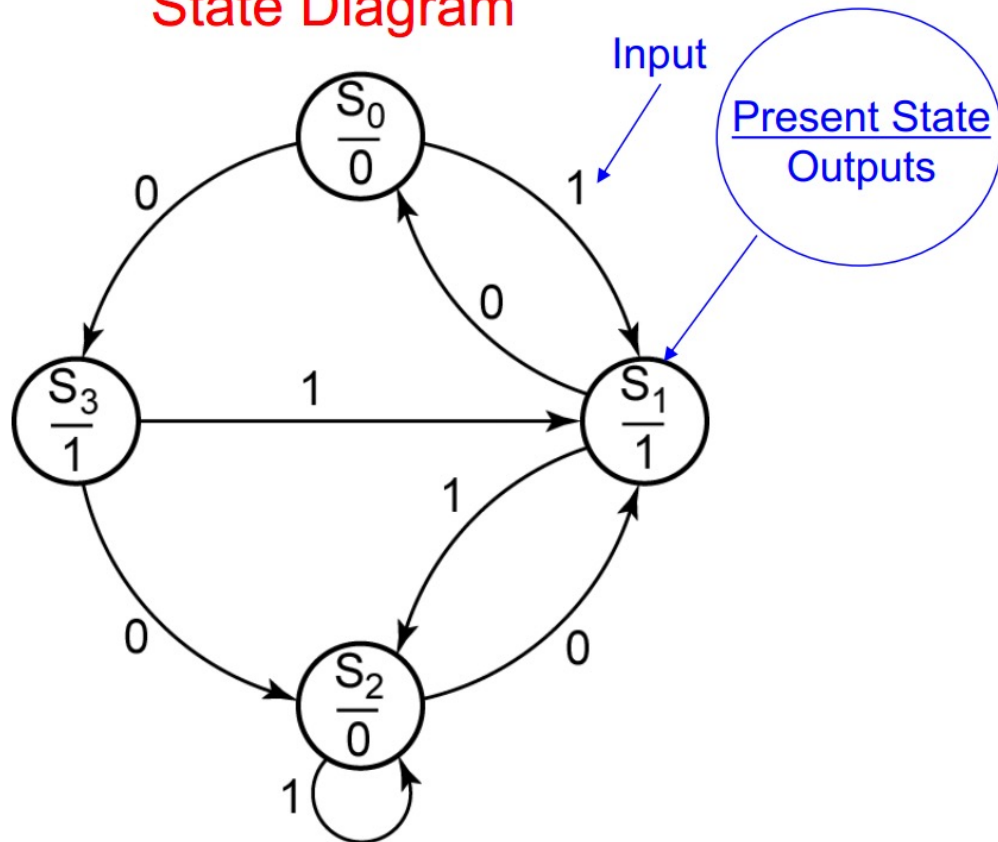 State Diagram
Input
Present State
Outputs
S₀
0
0
1
0
S₃
1
1
S₁
1
1
0
0
S₂
0
1